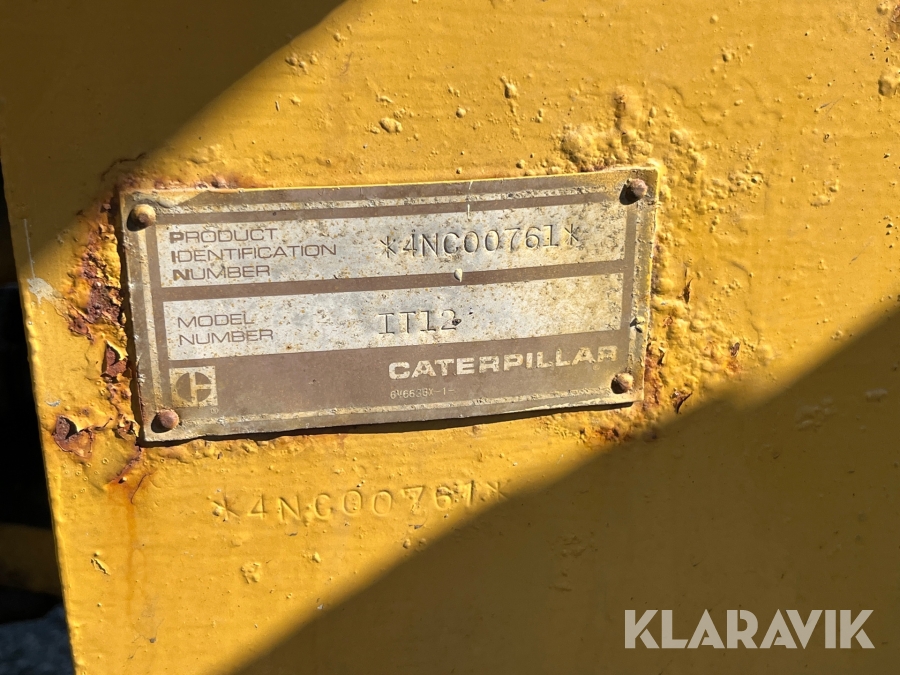 PRODUCT
IDENTIFICATION
NUMBER
*4NC00761*
MODEL
NUMBER
IT12
CATERPILLAR
*4NC00761*
KLARAVIK